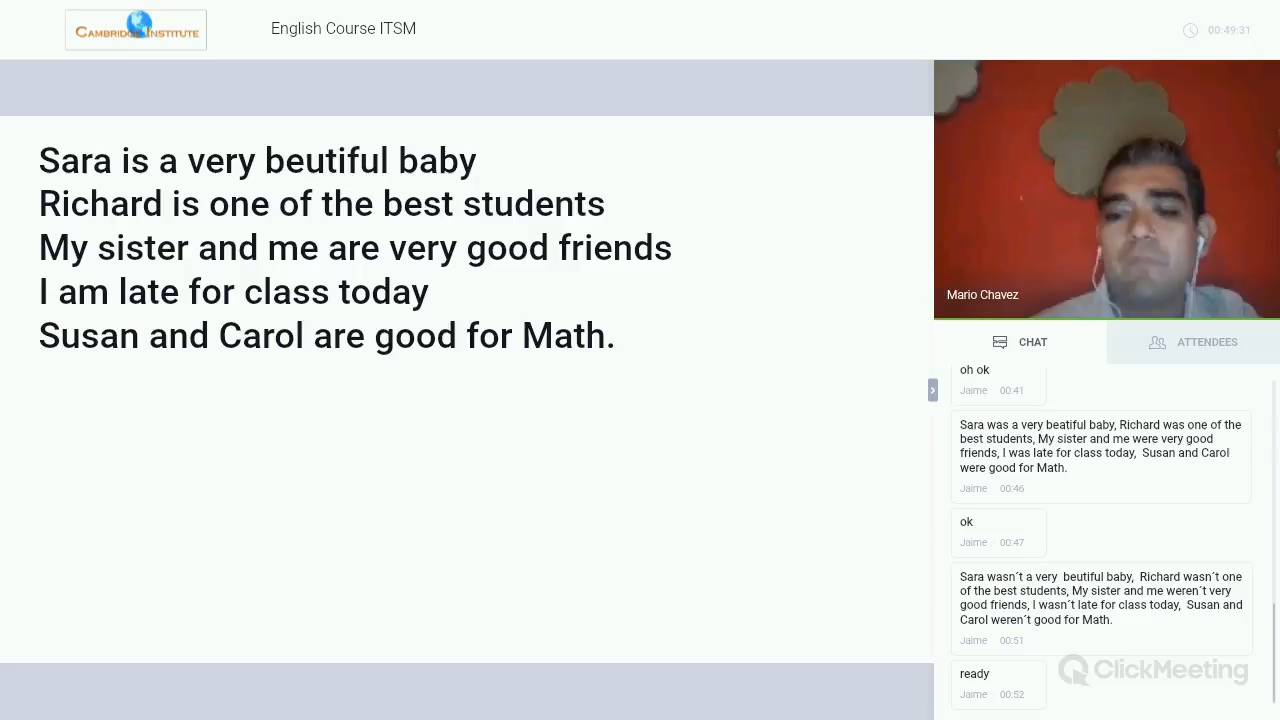 CAMBRIDGE INSTITUTE
English Course ITSM
00:49:31
Sara is a very beutiful baby
Richard is one of the best students
My sister and me are very good friends
I am late for class today
Susan and Carol are good for Math.
Mario Chavez
CHAT
ATTENDEES
oh ok
Jaime 00:41
Sara was a very beatiful baby, Richard was one of the
best students, My sister and me were very good
friends, I was late for class today, Susan and Carol
were good for Math.
Jaime 00:46
ok
Jaime 00:47
Sara wasn´t a very beutiful baby, Richard wasn´t one
of the best students, My sister and me weren´t very
good friends, I wasn´t late for class today, Susan and
Carol weren´t good for Math.
Jaime 00:51
ready
Jaime 00:52
ClickMeeting